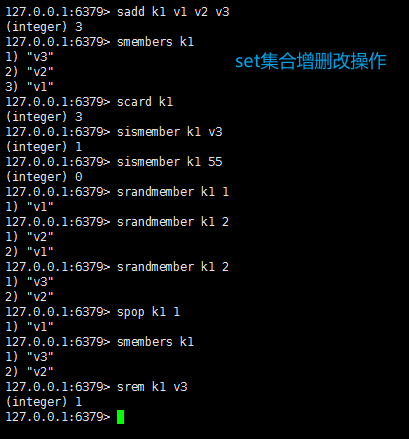 127.0.0.1:6379> sadd k1 v1 v2 v3
(integer) 3
127.0.0.1:6379> smembers k1
1) "v3"
2) "v2"
3) "v1"
set集合增删改操作
127.0.0.1:6379> scard k1
(integer) 3
127.0.0.1:6379> sismember k1 v3
(integer) 1
127.0.0.1:6379> sismember k1 55
(integer) 0
127.0.0.1:6379> srandmember k1 1
1) "v1"
127.0.0.1:6379> srandmember k1 2
1) "v2"
2) "v1"
127.0.0.1:6379> srandmember k1 2
1) "v3"
2) "v2"
127.0.0.1:6379> spop k1 1
1) "v1"
127.0.0.1:6379> smembers k1
1) "v3"
2) "v2"
127.0.0.1:6379> srem k1 v3
(integer) 1
127.0.0.1:6379>